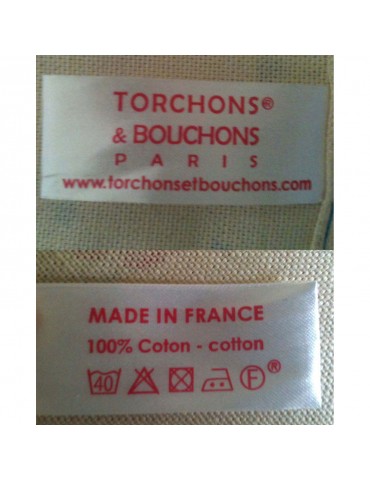 TORCHONS®
& BOUCHONS
PARIS
www.torchonsetbouchons.com
MADE IN FRANCE
100% Coton - cotton
40 F ®